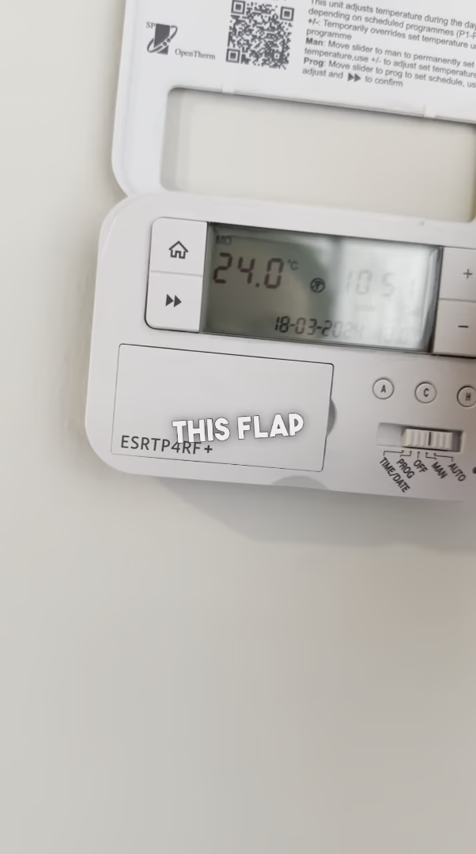 This unit adjusts temperature during the day
depending on scheduled programmes (P1-P
+/-: Temporarily overrides set temperature u
programme
Man: Move slider to man to permanently set
temperature,use +/- to adjust set temperature
Prog: Move slider to prog to set schedule, us
adjust and to confirm
OpenTherm
MO
24.0°C
10:51
18-03-202
+
−
A
C
H
THIS FLAP
ESRTP4RF+
TIME/DATE
PROG
OFF
MAN
AUTO